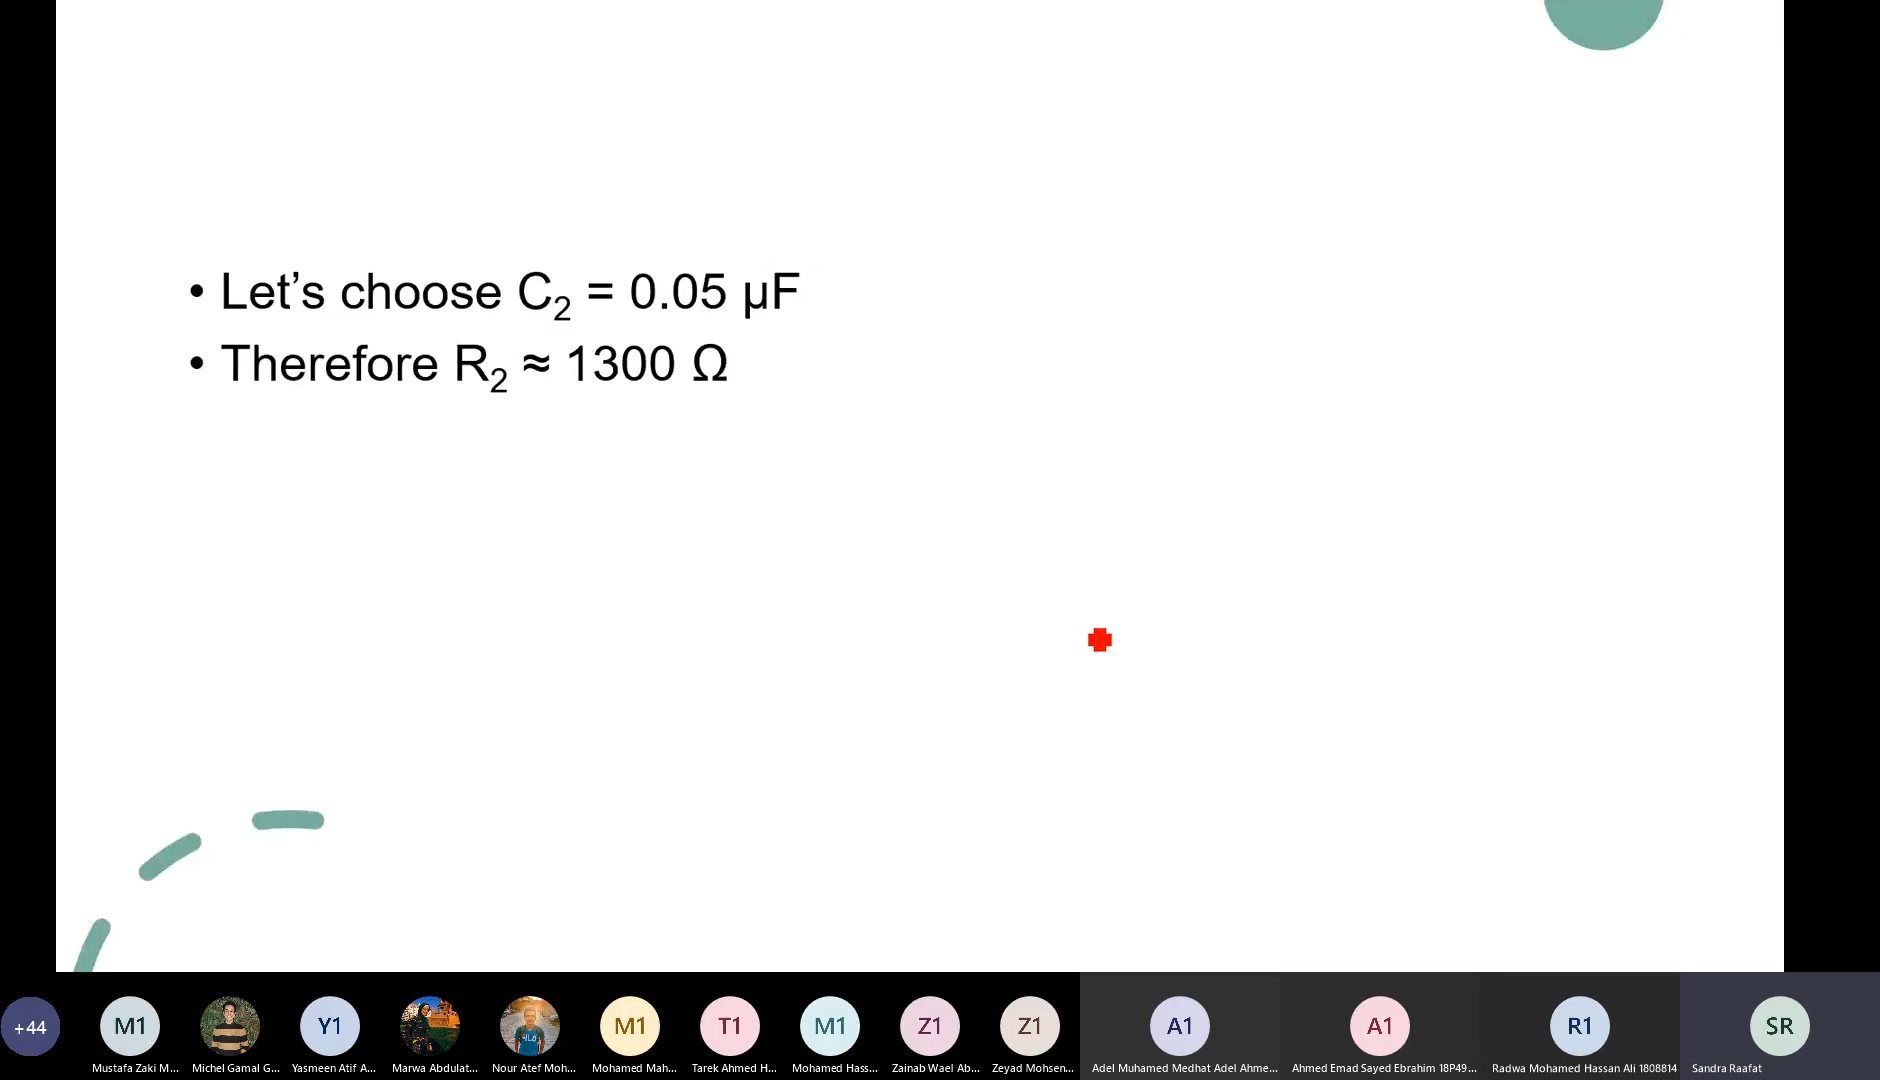 • Let’s choose C₂ = 0.05 µF
• Therefore R₂ ≈ 1300 Ω
+44
M1
Y1
M1
T1
M1
Z1
Z1
A1
A1
R1
SR
Mustafa Zaki M...
Michel Gamal G...
Yasmeen Atif A...
Marwa Abdulat...
Nour Atef Moh...
Mohamed Mah...
Tarek Ahmed H...
Mohamed Hass...
Zainab Wael Ab...
Zeyad Mohsen...
Adel Muhamed Medhat Adel Ahme...
Ahmed Emad Sayed Ebrahim 18P49...
Radwa Mohamed Hassan Ali 1808814
Sandra Raafat